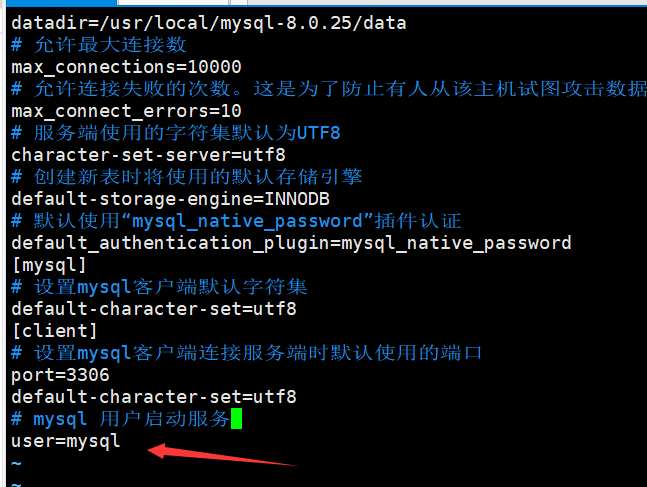 datadir=/usr/local/mysql-8.0.25/data
# 允许最大连接数
max_connections=10000
# 允许连接失败的次数。这是为了防止有人从该主机试图攻击数据
max_connect_errors=10
# 服务端使用的字符集默认为UTF8
character-set-server=utf8
# 创建新表时将使用的默认存储引擎
default-storage-engine=INNODB
# 默认使用“mysql_native_password”插件认证
default_authentication_plugin=mysql_native_password
[mysql]
# 设置mysql客户端默认字符集
default-character-set=utf8
[client]
# 设置mysql客户端连接服务端时默认使用的端口
port=3306
default-character-set=utf8
# mysql 用户启动服务
user=mysql
~
~